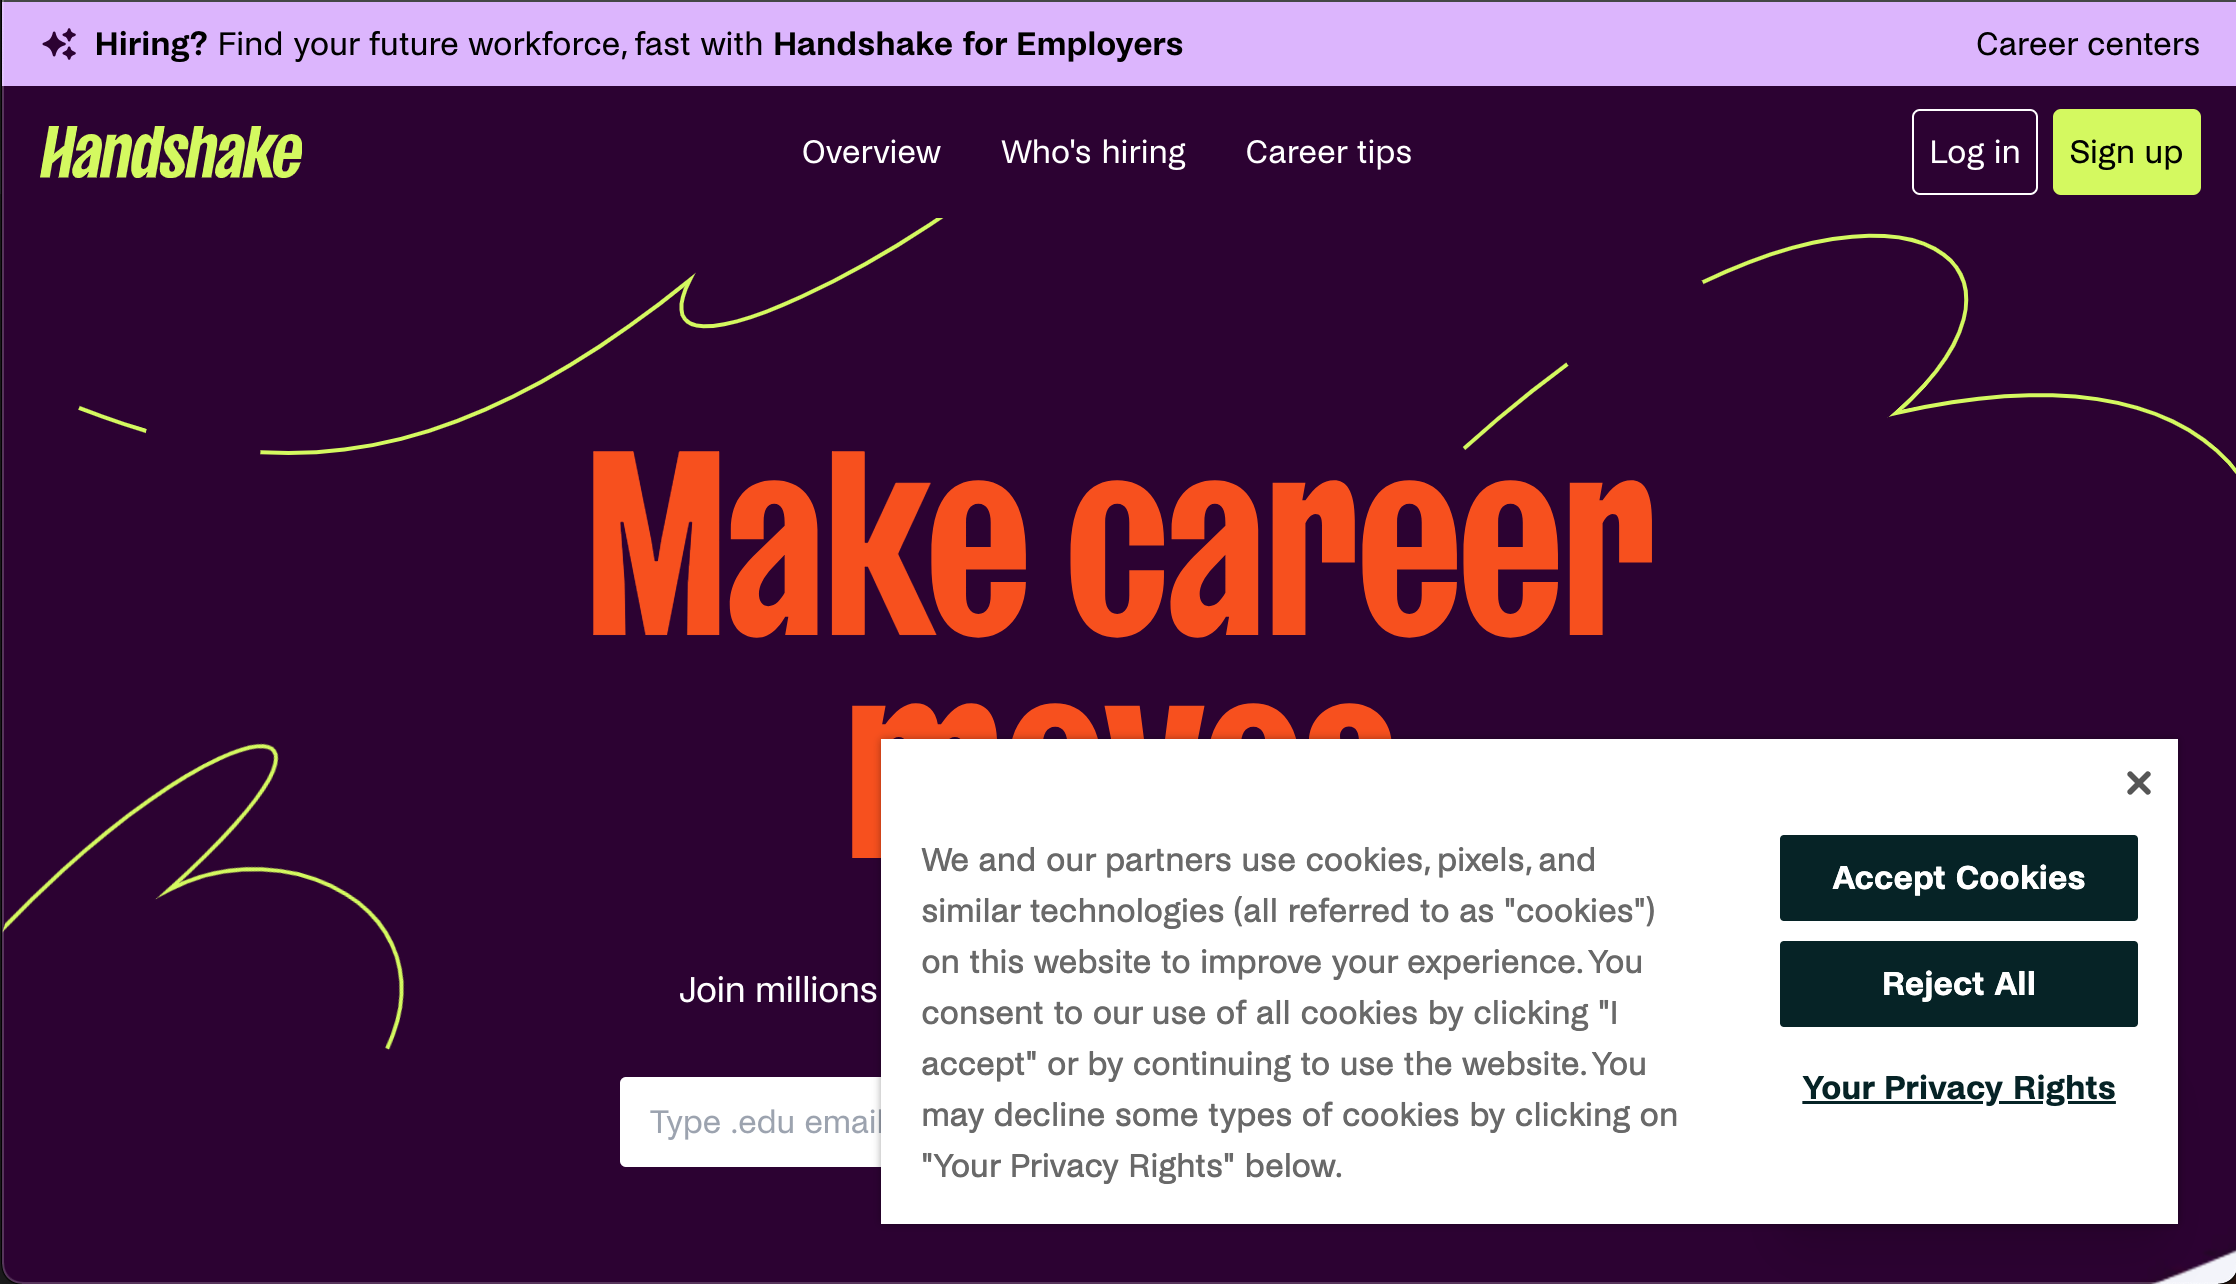 Hiring? Find your future workforce, fast with Handshake for Employers
Career centers
Handshake
Overview
Who's hiring
Career tips
Log in
Sign up
Make career
moves
Join millions
Type .edu email
We and our partners use cookies, pixels, and
similar technologies (all referred to as "cookies")
on this website to improve your experience. You
consent to our use of all cookies by clicking "I
accept" or by continuing to use the website. You
may decline some types of cookies by clicking on
"Your Privacy Rights" below.
Accept Cookies
Reject All
Your Privacy Rights